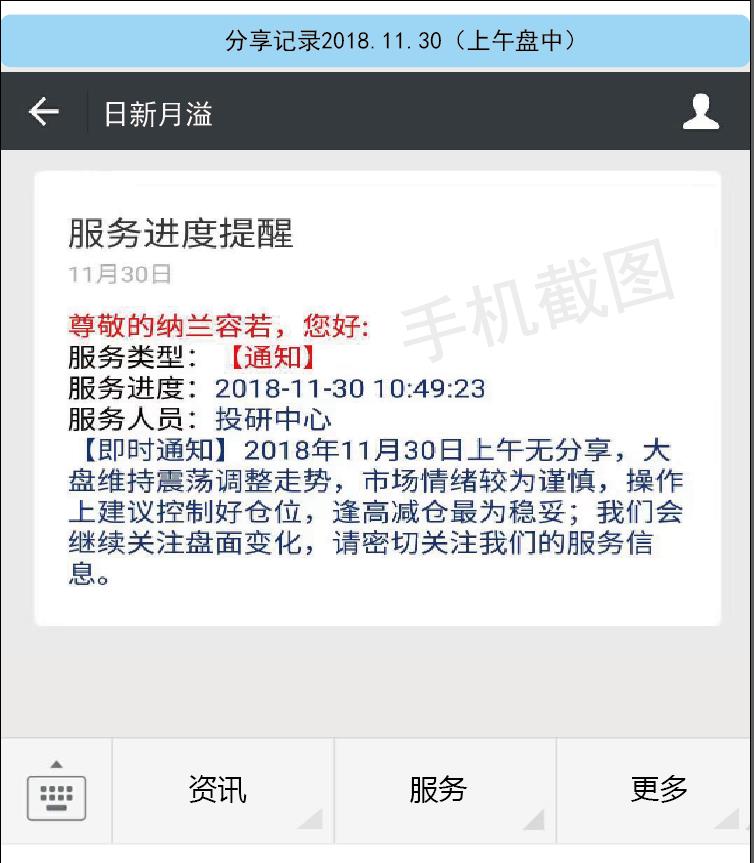 分享记录2018.11.30（上午盘中）
日新月溢
服务进度提醒
11月30日
手机截图
尊敬的纳兰容若，您好:
服务类型：【通知】
服务进度：2018-11-30 10:49:23
服务人员：投研中心
【即时通知】2018年11月30日上午无分享，大
盘维持震荡调整走势，市场情绪较为谨慎，操作
上建议控制好仓位，逢高减仓最为稳妥；我们会
继续关注盘面变化，请密切关注我们的服务信
息。
资讯
服务
更多